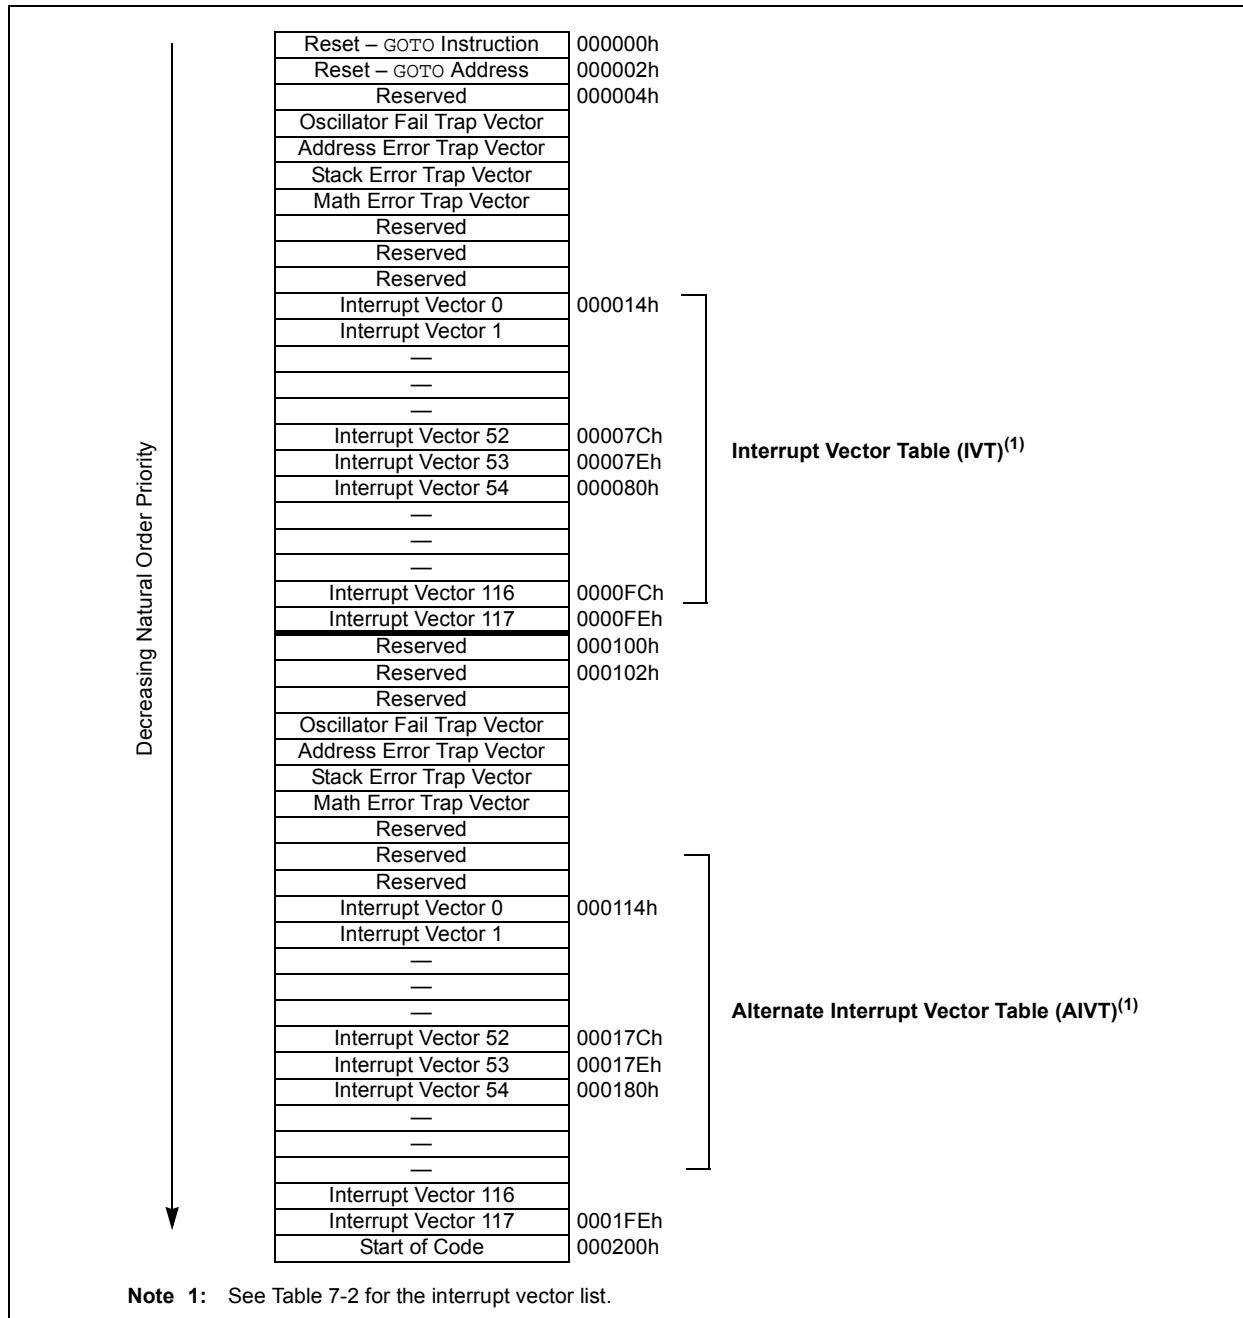 Reset – GOTO Instruction 000000h
Reset – GOTO Address 000002h
Reserved 000004h
Oscillator Fail Trap Vector
Address Error Trap Vector
Stack Error Trap Vector
Math Error Trap Vector
Reserved
Reserved
Reserved
Interrupt Vector 0 000014h
Interrupt Vector 1
—
—
—
Interrupt Vector 52 00007Ch
Interrupt Vector 53 00007Eh
Interrupt Vector 54 000080h
—
—
—
Interrupt Vector 116 0000FCh
Interrupt Vector 117 0000FEh
Reserved 000100h
Reserved 000102h
Reserved
Oscillator Fail Trap Vector
Address Error Trap Vector
Stack Error Trap Vector
Math Error Trap Vector
Reserved
Reserved
Reserved
Interrupt Vector 0 000114h
Interrupt Vector 1
—
—
—
Interrupt Vector 52 00017Ch
Interrupt Vector 53 00017Eh
Interrupt Vector 54 000180h
—
—
—
Interrupt Vector 116
Interrupt Vector 117 0001FEh
Start of Code 000200h
Decreasing Natural Order Priority
Interrupt Vector Table (IVT)(1)
Alternate Interrupt Vector Table (AIVT)(1)
Note 1: See Table 7-2 for the interrupt vector list.